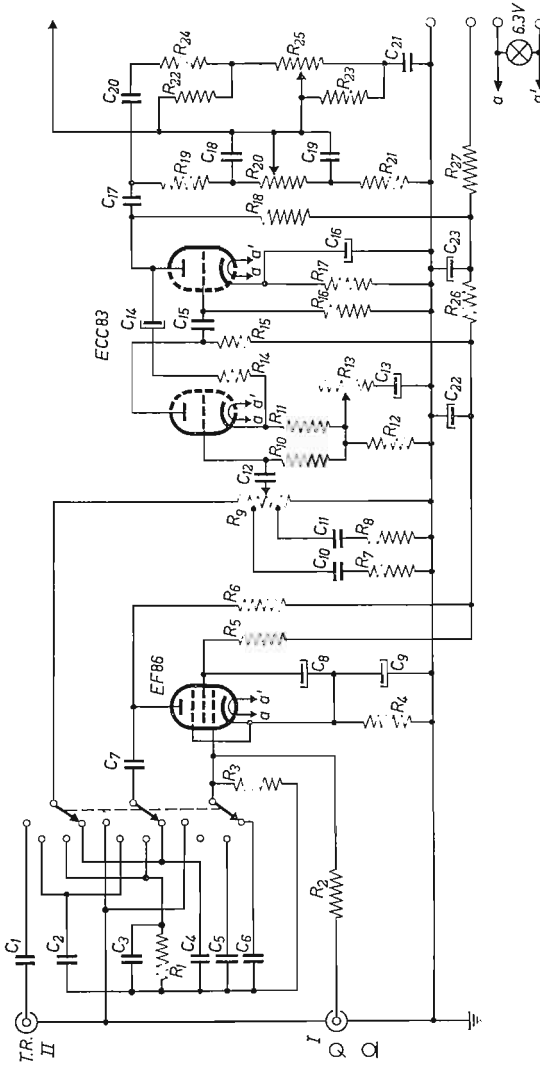 T.R.
II
I
C1
C2
C3
R1
C4
C5
C6
R2
R3
C7
EF86
a a'
C8
C9
R4
R5
R6
C10
R7
C11
R8
R9
C12
R10
R11
R12
R13
C13
R14
a a'
ECC83
C14
C15
R15
R16
R17
C16
a a'
C22
R26
C23
R27
C17
R18
R19
C18
R20
C19
R21
C20
R22
R24
R25
R23
C21
a
6.3V
a'